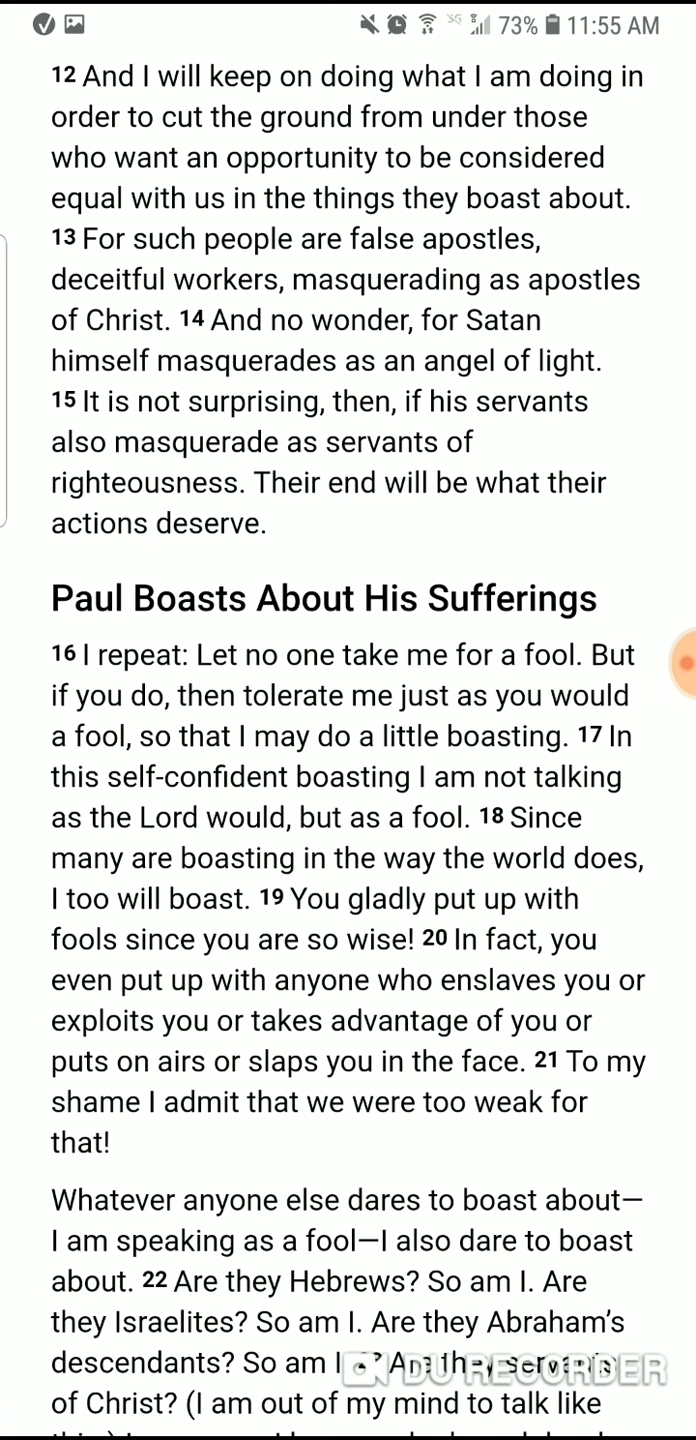 3G 73% 11:55 AM
12 And I will keep on doing what I am doing in
order to cut the ground from under those
who want an opportunity to be considered
equal with us in the things they boast about.
13 For such people are false apostles,
deceitful workers, masquerading as apostles
of Christ. 14 And no wonder, for Satan
himself masquerades as an angel of light.
15 It is not surprising, then, if his servants
also masquerade as servants of
righteousness. Their end will be what their
actions deserve.
Paul Boasts About His Sufferings
16 I repeat: Let no one take me for a fool. But
if you do, then tolerate me just as you would
a fool, so that I may do a little boasting. 17 In
this self-confident boasting I am not talking
as the Lord would, but as a fool. 18 Since
many are boasting in the way the world does,
I too will boast. 19 You gladly put up with
fools since you are so wise! 20 In fact, you
even put up with anyone who enslaves you or
exploits you or takes advantage of you or
puts on airs or slaps you in the face. 21 To my
shame I admit that we were too weak for
that!
Whatever anyone else dares to boast about—
I am speaking as a fool—I also dare to boast
about. 22 Are they Hebrews? So am I. Are
they Israelites? So am I. Are they Abraham’s
descendants? So am I Are they servants
DU RECORDER
of Christ? (I am out of my mind to talk like